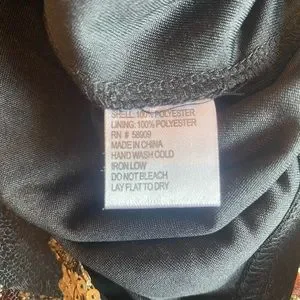 SHELL: 100% POLYESTER
LINING: 100% POLYESTER
RN # 58909
MADE IN CHINA
HAND WASH COLD
IRON LOW
DO NOT BLEACH
LAY FLAT TO DRY